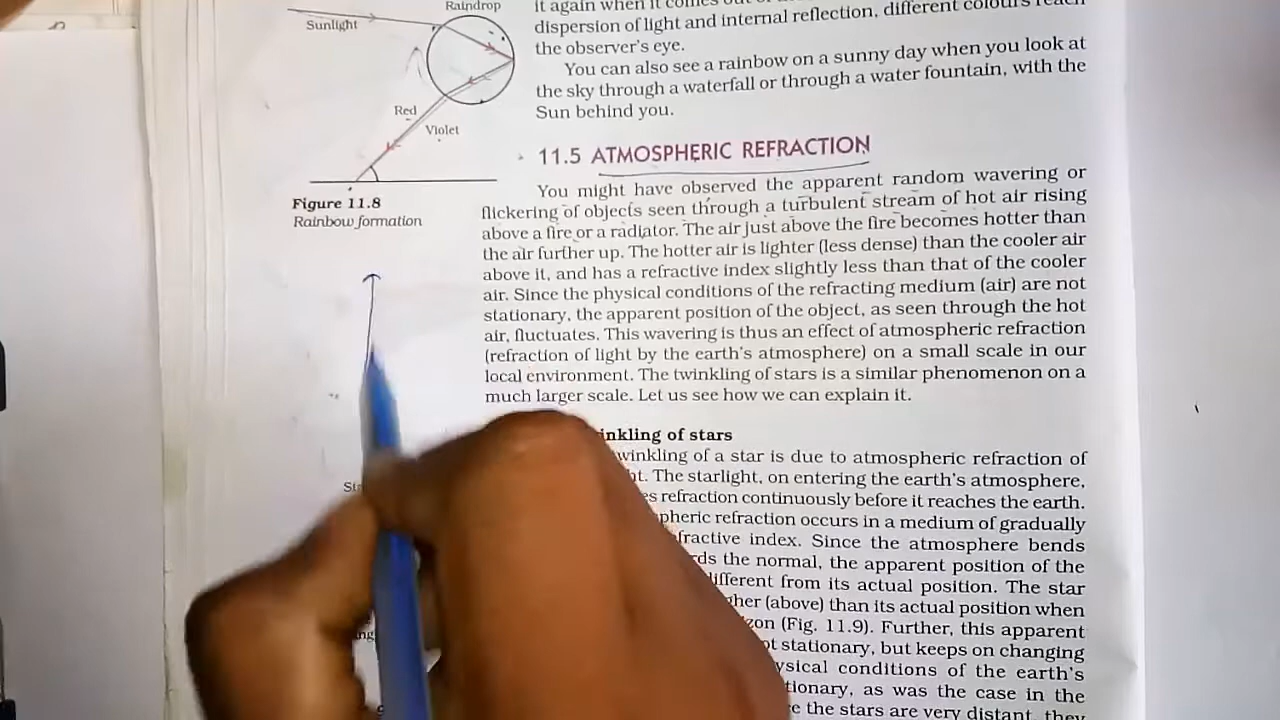 Raindrop
Sunlight
Red
Violet
Figure 11.8
Rainbow formation
it again when it comes out
dispersion of light and internal reflection, different colours reach
the observer's eye.
You can also see a rainbow on a sunny day when you look at
the sky through a waterfall or through a water fountain, with the
Sun behind you.
11.5 ATMOSPHERIC REFRACTION
You might have observed the apparent random wavering or
flickering of objects seen through a turbulent stream of hot air rising
above a fire or a radiator. The air just above the fire becomes hotter than
the air further up. The hotter air is lighter (less dense) than the cooler air
above it, and has a refractive index slightly less than that of the cooler
air. Since the physical conditions of the refracting medium (air) are not
stationary, the apparent position of the object, as seen through the hot
air, fluctuates. This wavering is thus an effect of atmospheric refraction
(refraction of light by the earth's atmosphere) on a small scale in our
local environment. The twinkling of stars is a similar phenomenon on a
much larger scale. Let us see how we can explain it.
inkling of stars
winkling of a star is due to atmospheric refraction of
The starlight, on entering the earth's atmosphere,
es refraction continuously before it reaches the earth.
pheric refraction occurs in a medium of gradually
fractive index. Since the atmosphere bends
rds the normal, the apparent position of the
different from its actual position. The star
gher (above) than its actual position when
zon (Fig. 11.9). Further, this apparent
ot stationary, but keeps on changing
ysical conditions of the earth's
tionary, as was the case in the
ce the stars are very distant, they